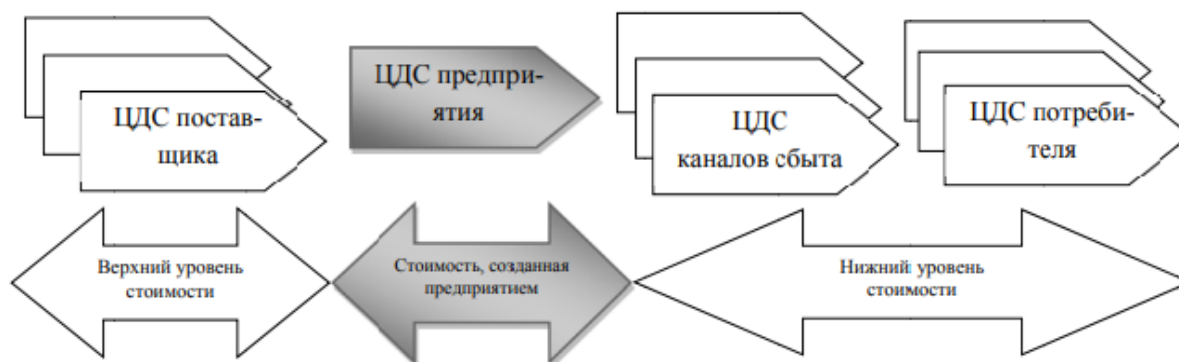 ЦДС постав-
щика
ЦДС предпри-
ятия
ЦДС
каналов сбыта
ЦДС потреби-
теля
Верхний уровень
стоимости
Стоимость, созданная
предприятием
Нижний уровень
стоимости